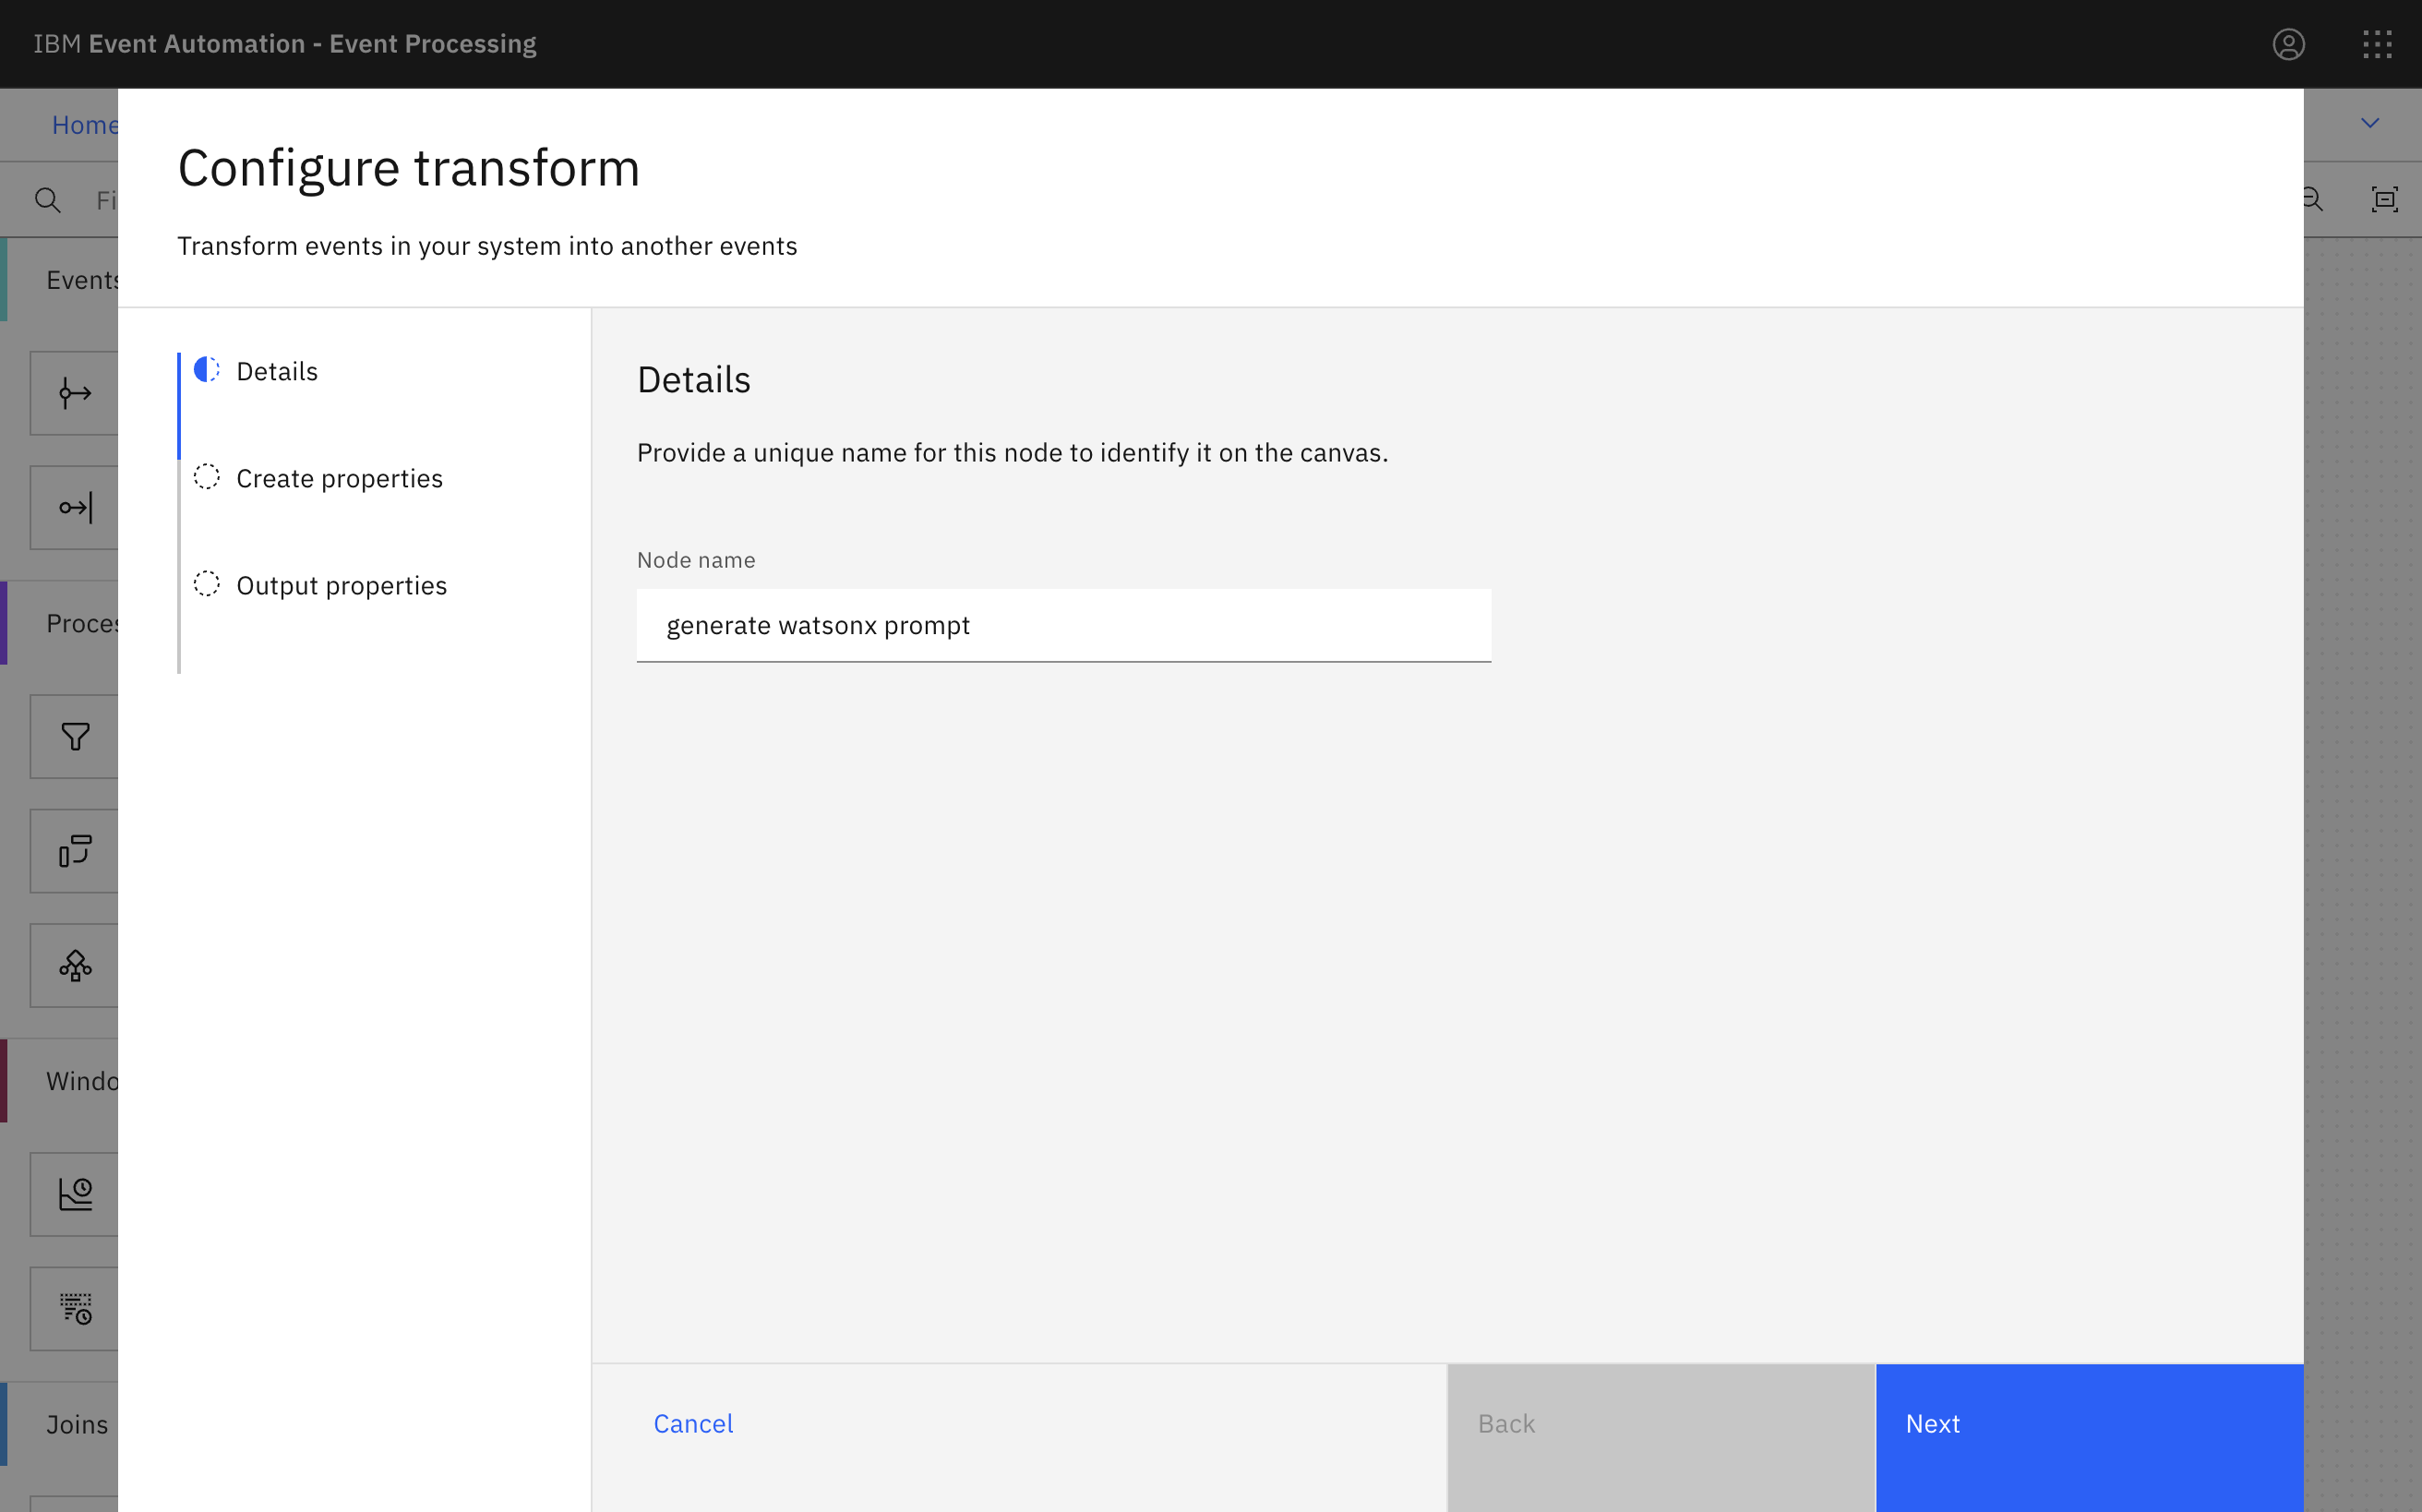 IBM Event Automation - Event Processing
Home
Configure transform
Transform events in your system into another events
Fi
Events
Proces
Windo
Joins
Details
Create properties
Output properties
Details
Provide a unique name for this node to identify it on the canvas.
Node name
generate watsonx prompt
Cancel
Back
Next